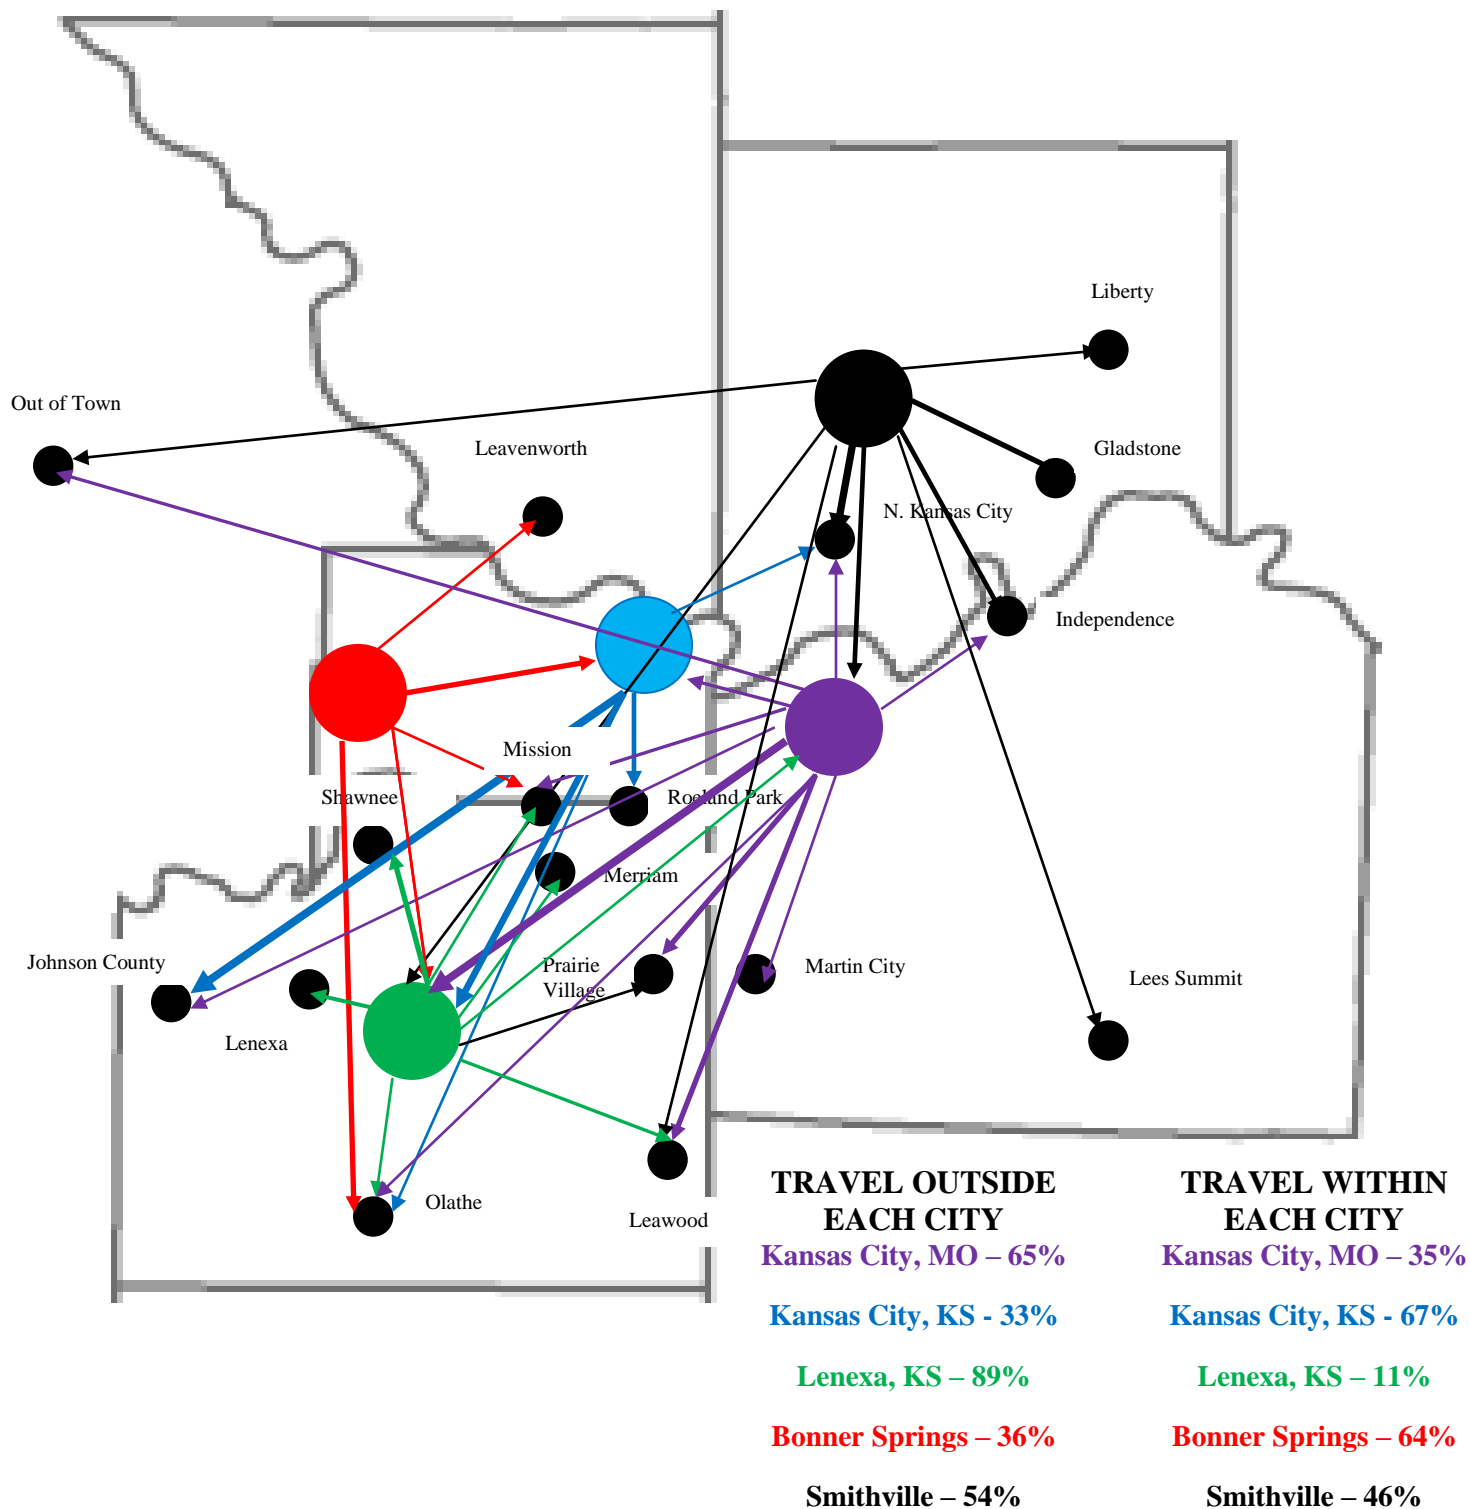 Liberty
Out of Town
Leavenworth
Gladstone
N. Kansas City
Independence
Mission
Shawnee
Roeland Park
Merriam
Johnson County
Prairie
Village
Martin City
Lees Summit
Lenexa
Olathe
Leawood
TRAVEL OUTSIDE
EACH CITY
Kansas City, MO – 65%
Kansas City, KS - 33%
Lenexa, KS – 89%
Bonner Springs – 36%
Smithville – 54%
TRAVEL WITHIN
EACH CITY
Kansas City, MO – 35%
Kansas City, KS - 67%
Lenexa, KS – 11%
Bonner Springs – 64%
Smithville – 46%